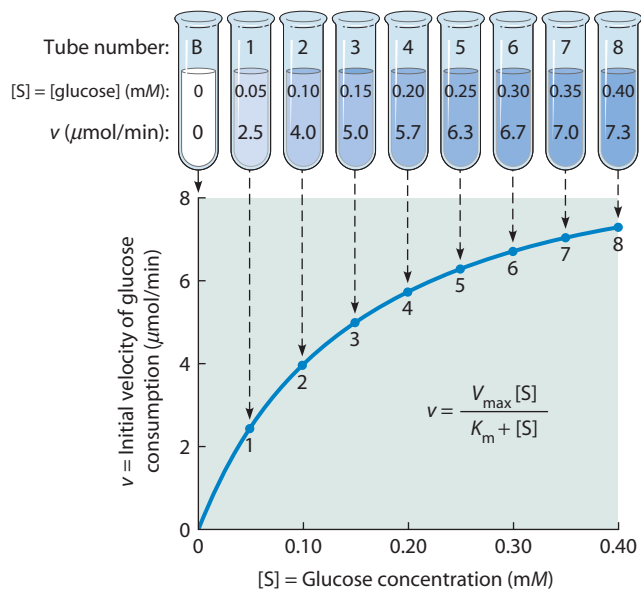 Tube number: B 1 2 3 4 5 6 7 8
[S] = [glucose] (mM) 0 0.05 0.10 0.15 0.20 0.25 0.30 0.35 0.40
v (μmol/min) 0 2.5 4.0 5.0 5.7 6.3 6.7 7.0 7.3
v = Initial velocity of glucose
consumption (μmol/min)
8
6
4
2
0
1
2
3
4
5
6
7
8
v = Vmax [S]
Km + [S]
0 0.10 0.20 0.30 0.40
[S] = Glucose concentration (mM)